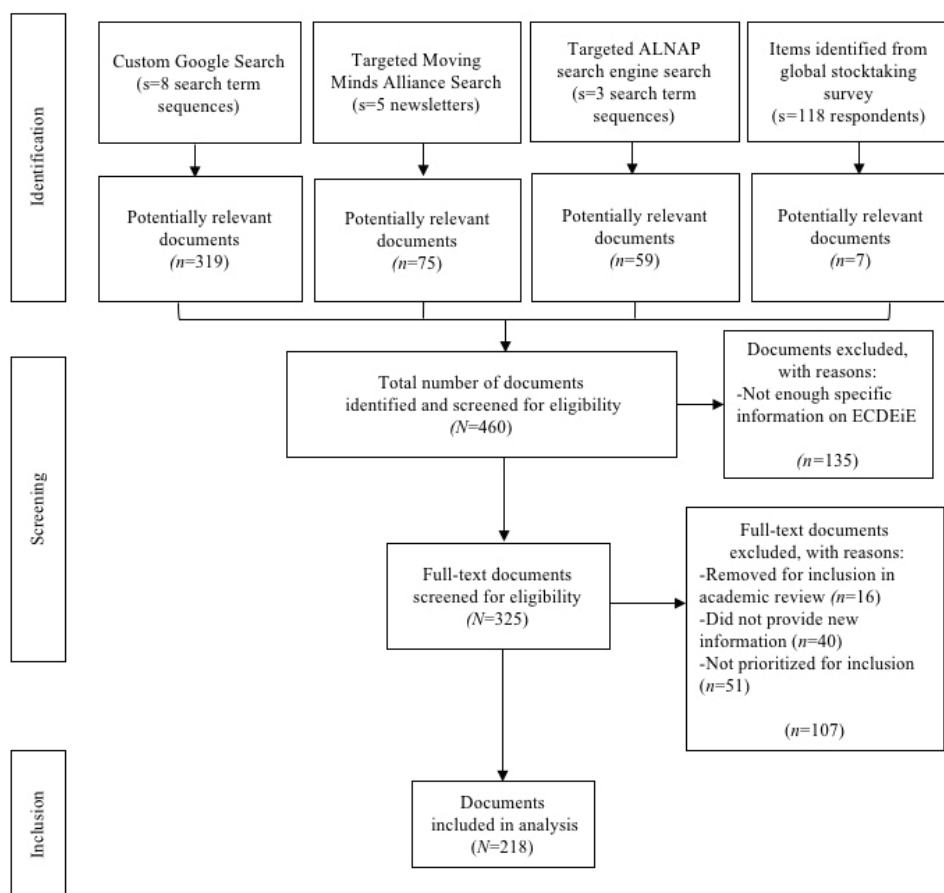 Identification
Custom Google Search
(s=8 search term
sequences)
Targeted Moving
Minds Alliance Search
(s=5 newsletters)
Targeted ALNAP
search engine search
(s=3 search term
sequences)
Items identified from
global stocktaking
survey
(s=118 respondents)
Potentially relevant
documents
(n=319)
Potentially relevant
documents
(n=75)
Potentially relevant
documents
(n=59)
Potentially relevant
documents
(n=7)
Screening
Total number of documents
identified and screened for eligibility
(N=460)
Documents excluded,
with reasons:
-Not enough specific
information on ECDEiE
(n=135)
Full-text documents
screened for eligibility
(N=325)
Full-text documents
excluded, with reasons:
-Removed for inclusion in
academic review (n=16)
-Did not provide new
information (n=40)
-Not prioritized for inclusion
(n=51)
(n=107)
Inclusion
Documents
included in analysis
(N=218)